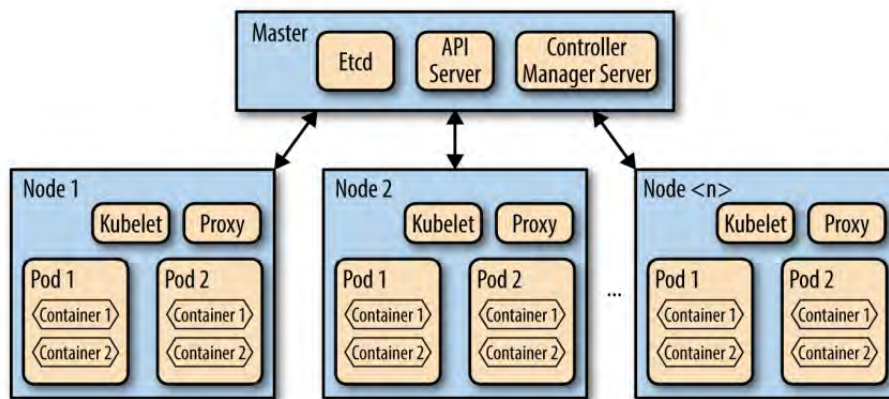 Master
Etcd
API
Server
Controller
Manager Server
Node 1
Kubelet
Proxy
Pod 1
Container 1
Container 2
Pod 2
Container 1
Container 2
Node 2
Kubelet
Proxy
Pod 1
Container 1
Container 2
Pod 2
Container 1
Container 2
...
Node <n>
Kubelet
Proxy
Pod 1
Container 1
Container 2
Pod 2
Container 1
Container 2